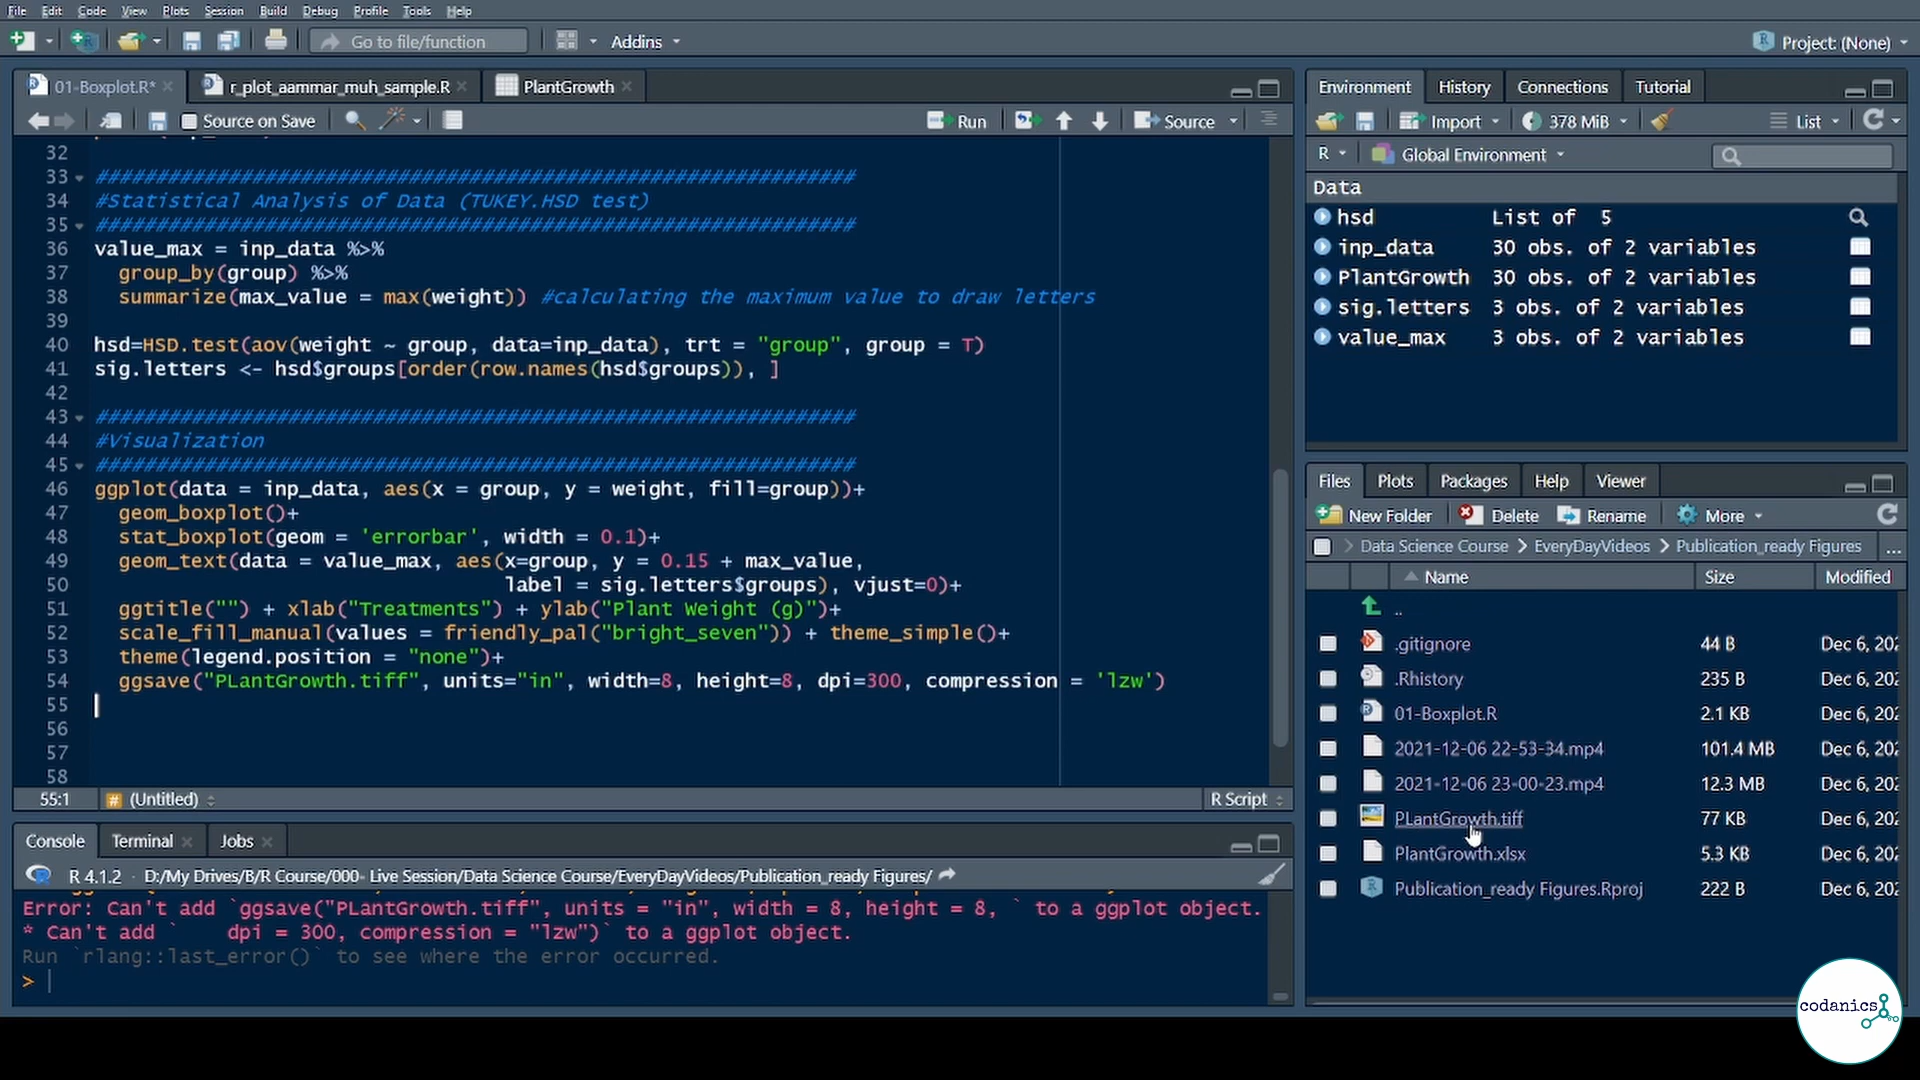 File Edit Code View Plots Session Build Debug Profile Tools Help
Go to file/function Addins Project: (None)
01-Boxplot.R* r_plot_aammar_muh_sample.R PlantGrowth
Source on Save Run Source
32
33 ###############################################################
34 #Statistical Analysis of Data (TUKEY.HSD test)
35 ###############################################################
36 value_max = inp_data %>%
37 group_by(group) %>%
38 summarize(max_value = max(weight)) #calculating the maximum value to draw letters
39
40 hsd=HSD.test(aov(weight ~ group, data=inp_data), trt = "group", group = T)
41 sig.letters <- hsd$groups[order(row.names(hsd$groups)), ]
42
43 ###############################################################
44 #Visualization
45 ###############################################################
46 ggplot(data = inp_data, aes(x = group, y = weight, fill=group))+
47 geom_boxplot()+
48 stat_boxplot(geom = 'errorbar', width = 0.1)+
49 geom_text(data = value_max, aes(x=group, y = 0.15 + max_value,
50 label = sig.letters$groups), vjust=0)+
51 ggtitle("") + xlab("Treatments") + ylab("Plant Weight (g)")+
52 scale_fill_manual(values = friendly_pal("bright_seven")) + theme_simple()+
53 theme(legend.position = "none")+
54 ggsave("PLantGrowth.tiff", units="in", width=8, height=8, dpi=300, compression = 'lzw')
55
56
57
58
55:1 # (Untitled) R Script
Console Terminal Jobs
R 4.1.2 · D:/My Drives/B/R Course/000- Live Session/Data Science Course/EveryDayVideos/Publication_ready Figures/
Error: Can't add `ggsave("PLantGrowth.tiff", units = "in", width = 8, height = 8, ` to a ggplot object.
* Can't add `    dpi = 300, compression = "lzw")` to a ggplot object.
Run `rlang::last_error()` to see where the error occurred.
>
Environment History Connections Tutorial
Import 378 MiB List
R Global Environment
Data
hsd List of 5
inp_data 30 obs. of 2 variables
PlantGrowth 30 obs. of 2 variables
sig.letters 3 obs. of 2 variables
value_max 3 obs. of 2 variables
Files Plots Packages Help Viewer
New Folder Delete Rename More
Data Science Course EveryDayVideos Publication_ready Figures ...
Name Size Modified
..
.gitignore 44 B Dec 6, 202
.Rhistory 235 B Dec 6, 202
01-Boxplot.R 2.1 KB Dec 6, 202
2021-12-06 22-53-34.mp4 101.4 MB Dec 6, 202
2021-12-06 23-00-23.mp4 12.3 MB Dec 6, 202
PLantGrowth.tiff 77 KB Dec 6, 202
PlantGrowth.xlsx 5.3 KB Dec 6, 202
Publication_ready Figures.Rproj 222 B Dec 6, 202
codanics